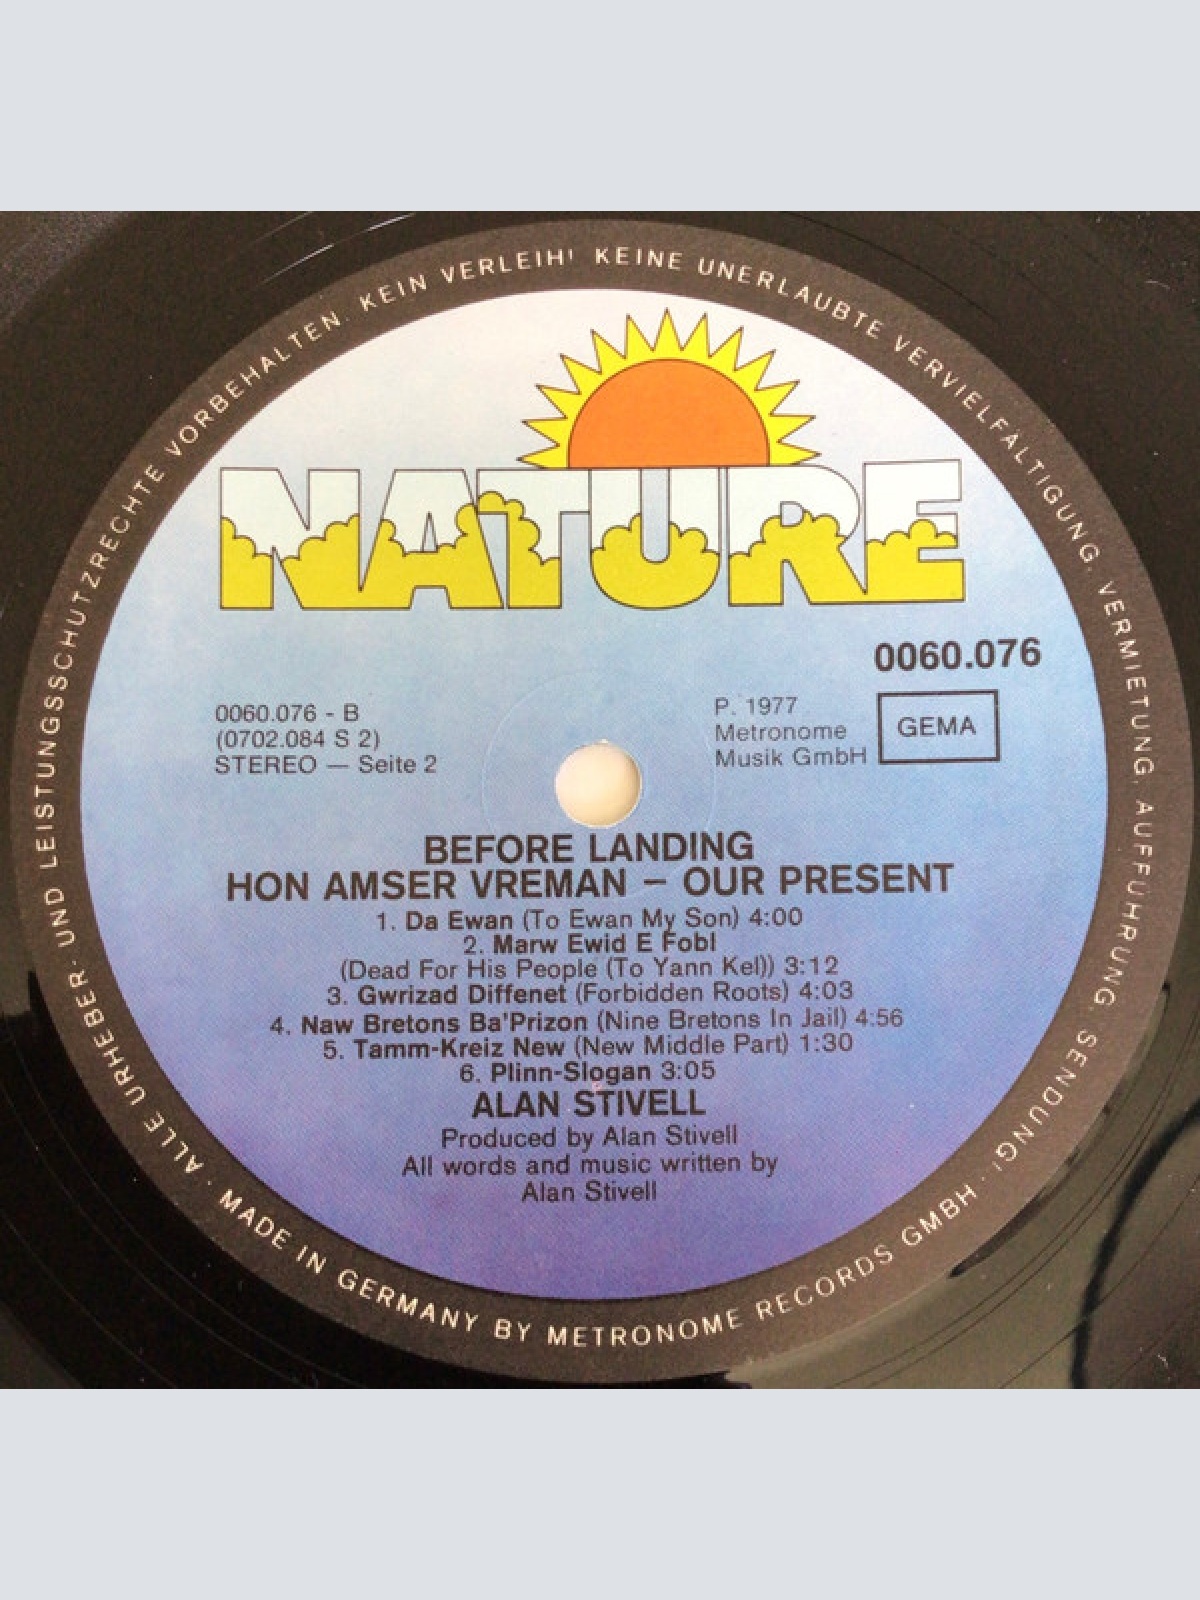 ALLE URHEBER- UND LEISTUNGSSCHUTZRECHTE VORBEHALTEN. KEIN VERLEIH! KEINE UNERLAUBTE VERVIELFÄLTIGUNG, VERMIETUNG, AUFFÜHRUNG, SENDUNG!
NATURE
0060.076
0060.076 - B
(0702.084 S 2)
STEREO — Seite 2
P. 1977
Metronome
Musik GmbH
GEMA
BEFORE LANDING
HON AMSER VREMAN – OUR PRESENT
1. Da Ewan (To Ewan My Son) 4:00
2. Marw Ewid E Fobl
(Dead For His People (To Yann Kel)) 3:12
3. Gwrizad Diffenet (Forbidden Roots) 4:03
4. Naw Bretons Ba'Prizon (Nine Bretons In Jail) 4:56
5. Tamm-Kreiz New (New Middle Part) 1:30
6. Plinn-Slogan 3:05
ALAN STIVELL
Produced by Alan Stivell
All words and music written by
Alan Stivell
· MADE IN GERMANY BY METRONOME RECORDS GMBH ·